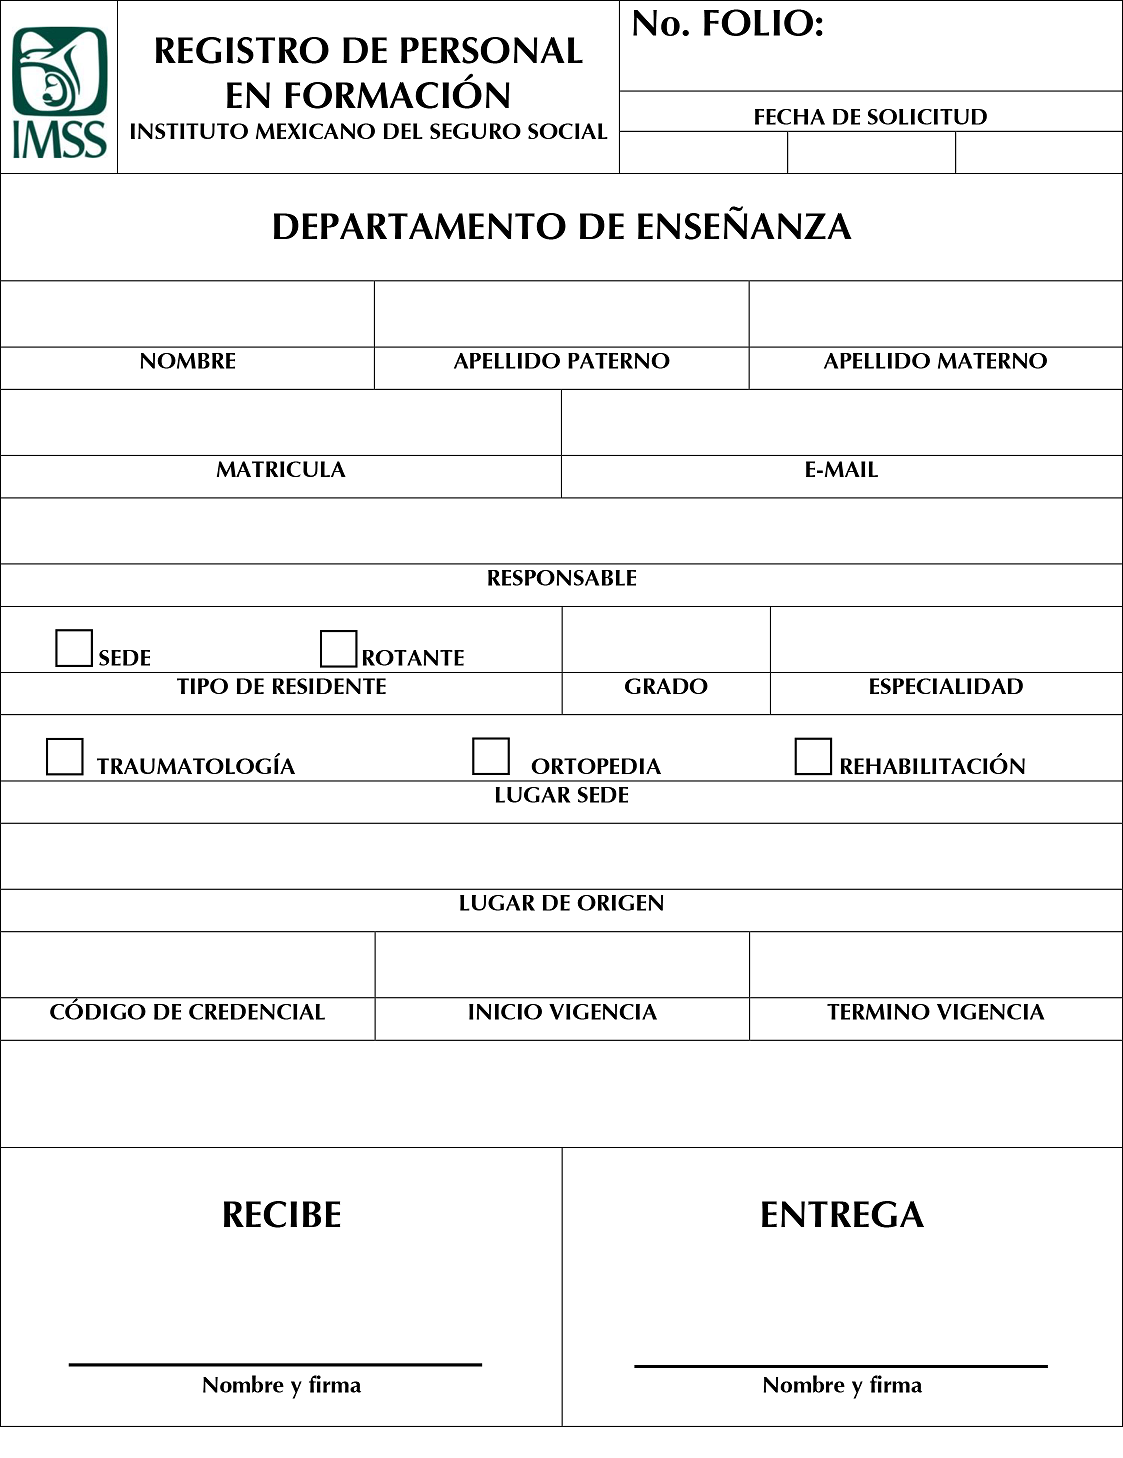 IMSS
REGISTRO DE PERSONAL
EN FORMACIÓN
INSTITUTO MEXICANO DEL SEGURO SOCIAL
No. FOLIO:
FECHA DE SOLICITUD
DEPARTAMENTO DE ENSEÑANZA
NOMBRE
APELLIDO PATERNO
APELLIDO MATERNO
MATRICULA
E-MAIL
RESPONSABLE
SEDE
ROTANTE
TIPO DE RESIDENTE
GRADO
ESPECIALIDAD
TRAUMATOLOGÍA
ORTOPEDIA
REHABILITACIÓN
LUGAR SEDE
LUGAR DE ORIGEN
CÓDIGO DE CREDENCIAL
INICIO VIGENCIA
TERMINO VIGENCIA
RECIBE
ENTREGA
Nombre y firma
Nombre y firma